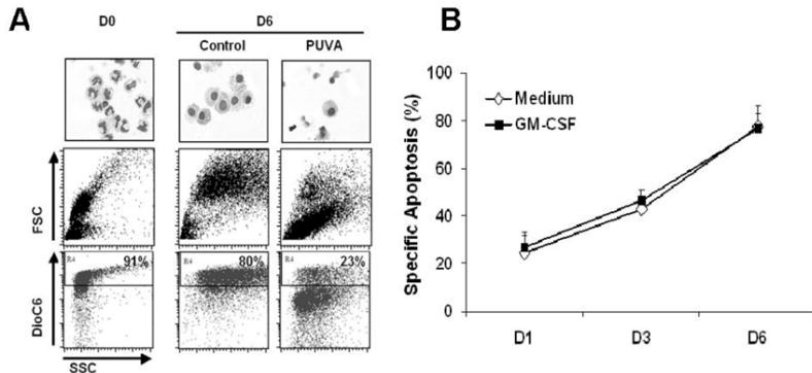 A
D0
D6
Control
PUVA
FSC
DioC6
R4
91%
R4
80%
R4
23%
SSC
B
Specific Apoptosis (%)
100
80
60
40
20
0
Medium
GM-CSF
D1
D3
D6